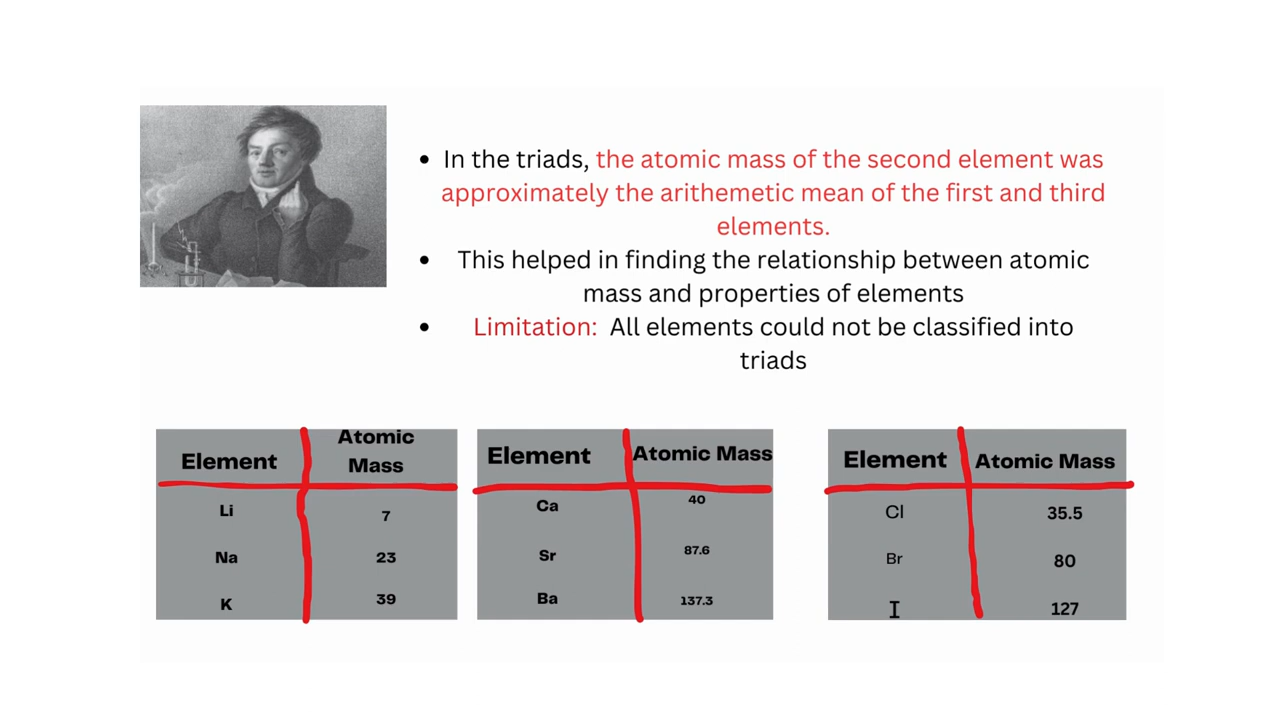 • In the triads, the atomic mass of the second element was
approximately the arithemetic mean of the first and third
elements.
• This helped in finding the relationship between atomic
mass and properties of elements
• Limitation: All elements could not be classified into
triads
Element Atomic
Mass
Li 7
Na 23
K 39
Element Atomic Mass
Ca 40
Sr 87.6
Ba 137.3
Element Atomic Mass
Cl 35.5
Br 80
I 127